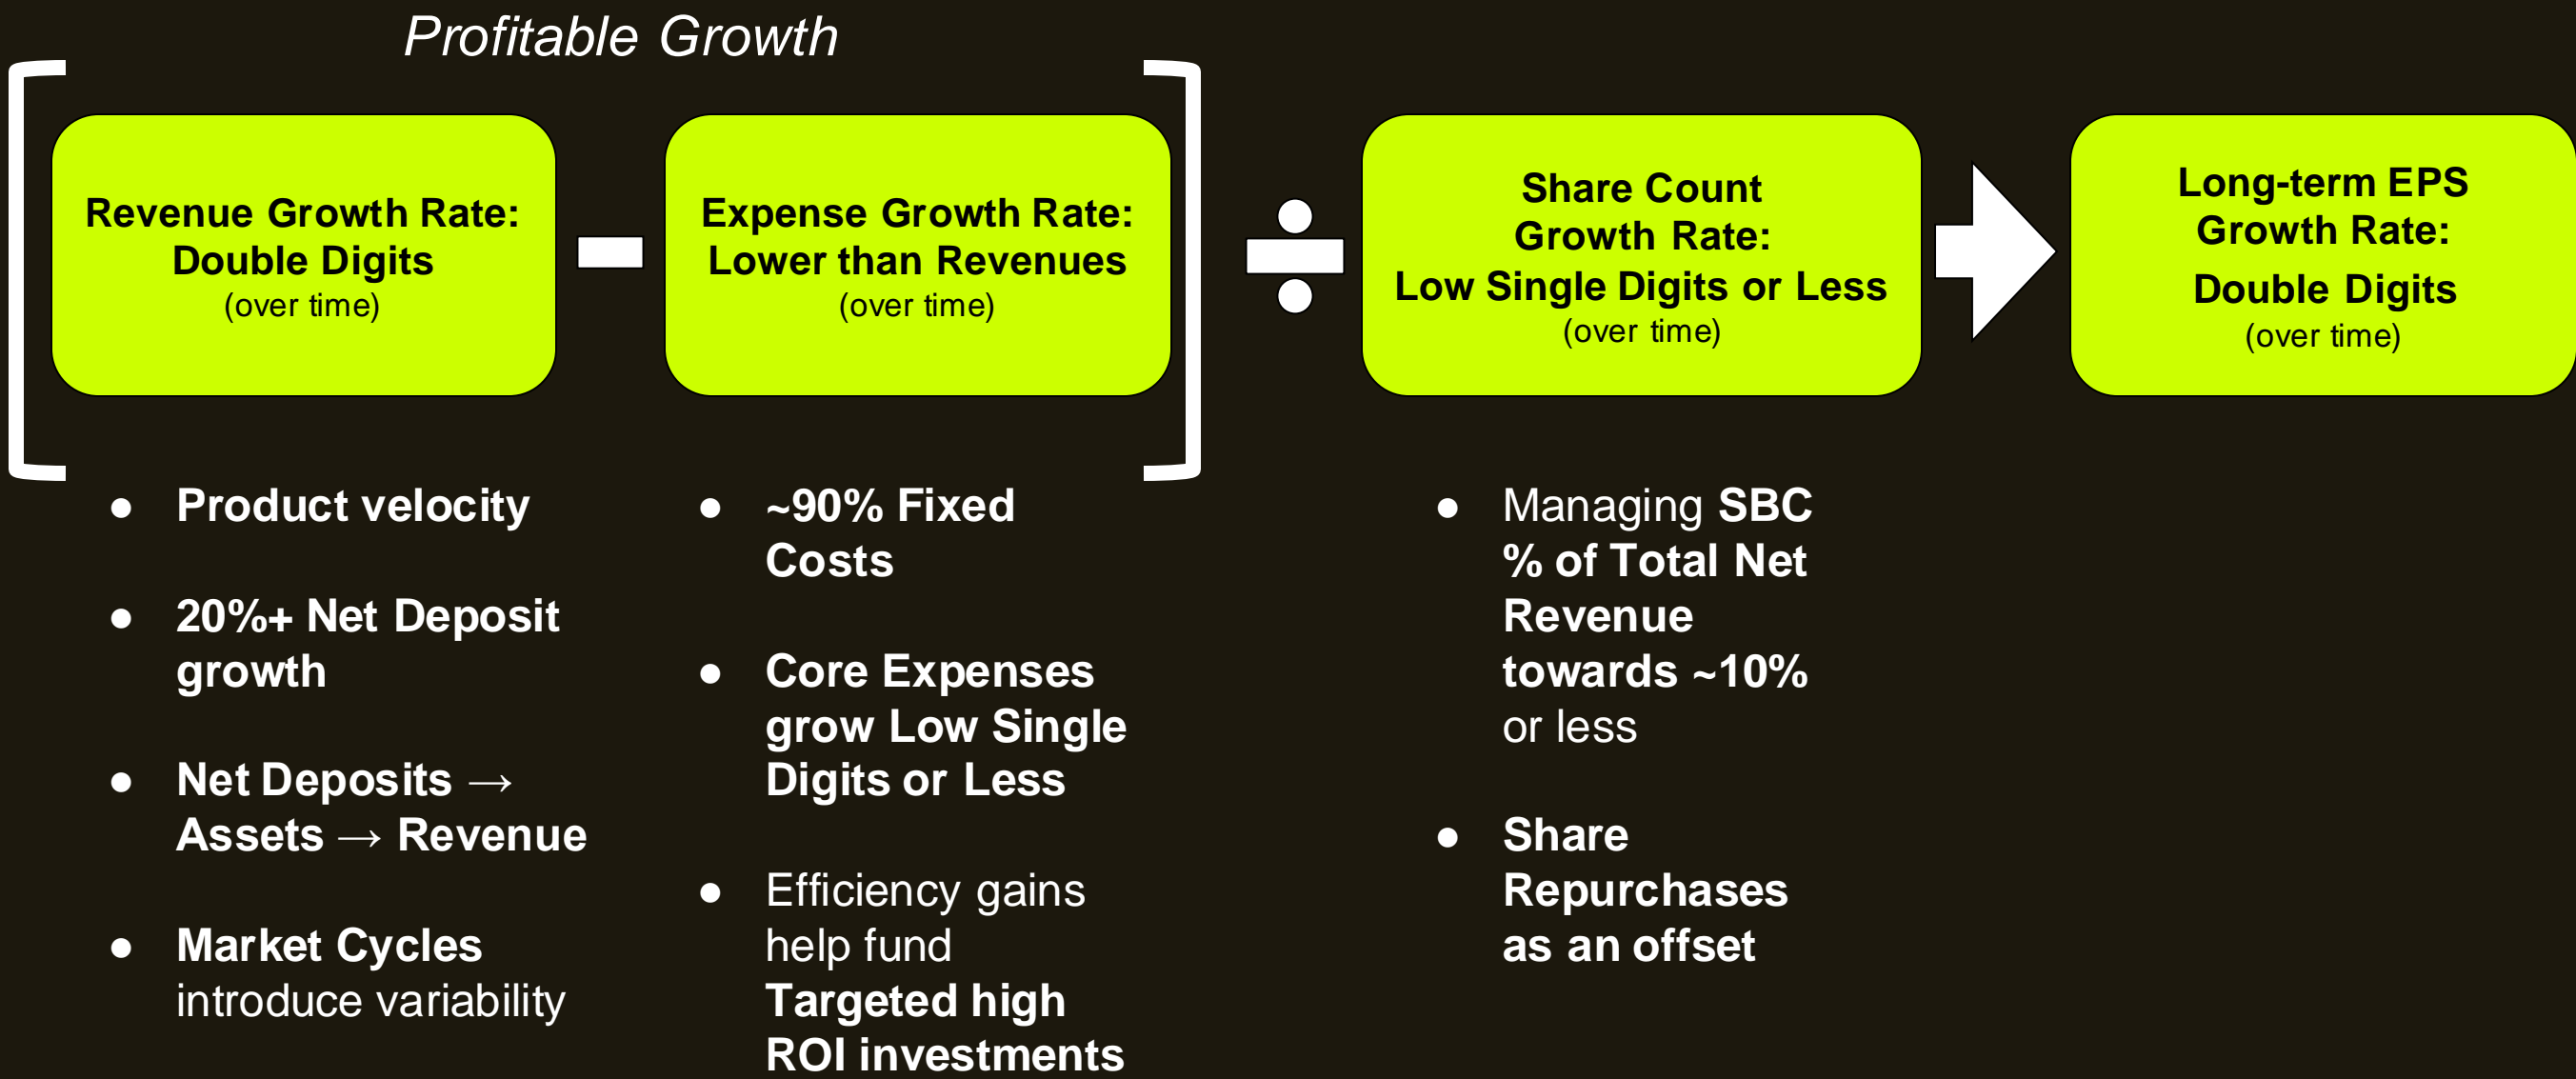 Profitable Growth
Revenue Growth Rate:
Double Digits
(over time)
Expense Growth Rate:
Lower than Revenues
(over time)
Share Count
Growth Rate:
Low Single Digits or Less
(over time)
Long-term EPS
Growth Rate:
Double Digits
(over time)
● Product velocity
● 20%+ Net Deposit
growth
● Net Deposits →
Assets → Revenue
● Market Cycles
introduce variability
● ~90% Fixed
Costs
● Core Expenses
grow Low Single
Digits or Less
● Efficiency gains
help fund
Targeted high
ROI investments
● Managing SBC
% of Total Net
Revenue
towards ~10%
or less
● Share
Repurchases
as an offset